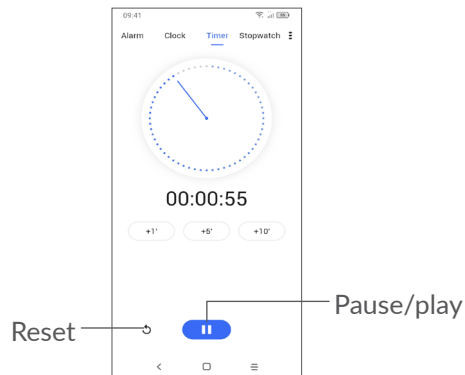 09:41
Alarm Clock Timer Stopwatch
00:00:55
+1' +5' +10'
Pause/play
Reset